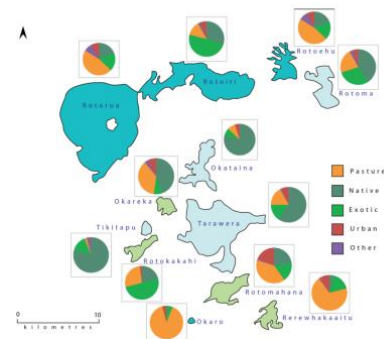 Rotoehu
Rotoiti
Rotoma
Rotorua
Okataina
Okareka
Tarawera
Tikitapu
Rotokakahi
Rotomahana
Rerewhakaaitu
Okaro
Pasture
Native
Exotic
Urban
Other
0 10
kilometres